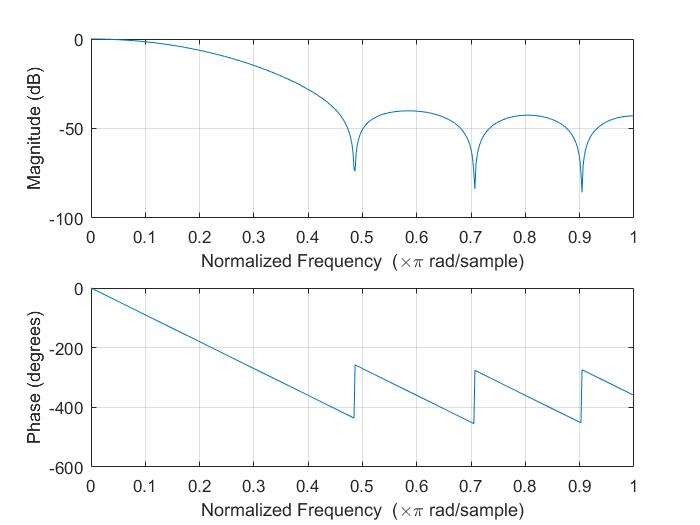 0
-50
-100
Magnitude (dB)
0 0.1 0.2 0.3 0.4 0.5 0.6 0.7 0.8 0.9 1
Normalized Frequency (×π rad/sample)
0
-200
-400
-600
Phase (degrees)
0 0.1 0.2 0.3 0.4 0.5 0.6 0.7 0.8 0.9 1
Normalized Frequency (×π rad/sample)